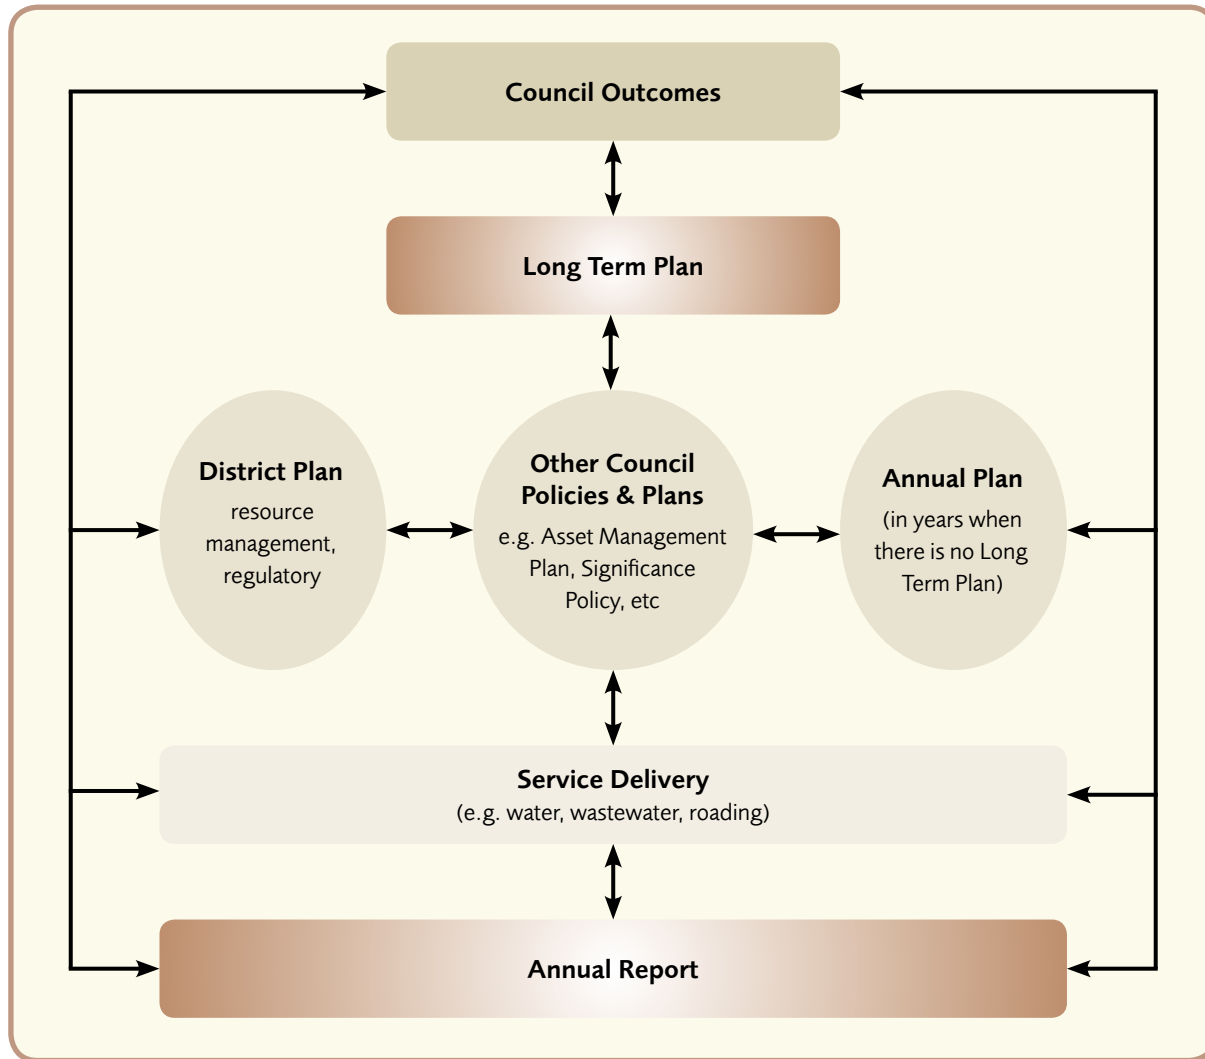 Council Outcomes
Long Term Plan
District Plan
resource
management,
regulatory
Other Council
Policies & Plans
e.g. Asset Management
Plan, Significance
Policy, etc
Annual Plan
(in years when
there is no Long
Term Plan)
Service Delivery
(e.g. water, wastewater, roading)
Annual Report